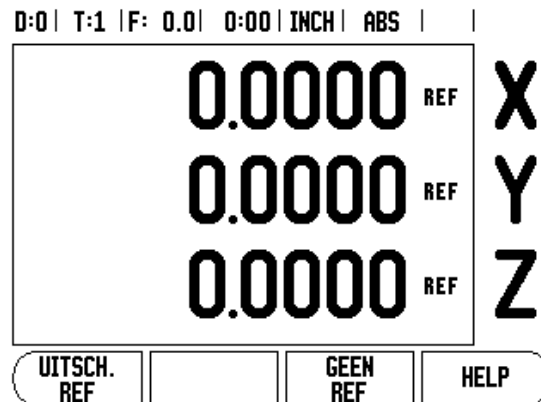 D:0 | T:1 | F: 0.0 | 0:00 | INCH | ABS | |
0.0000 REF X
0.0000 REF Y
0.0000 REF Z
UITSCH. REF
GEEN REF
HELP